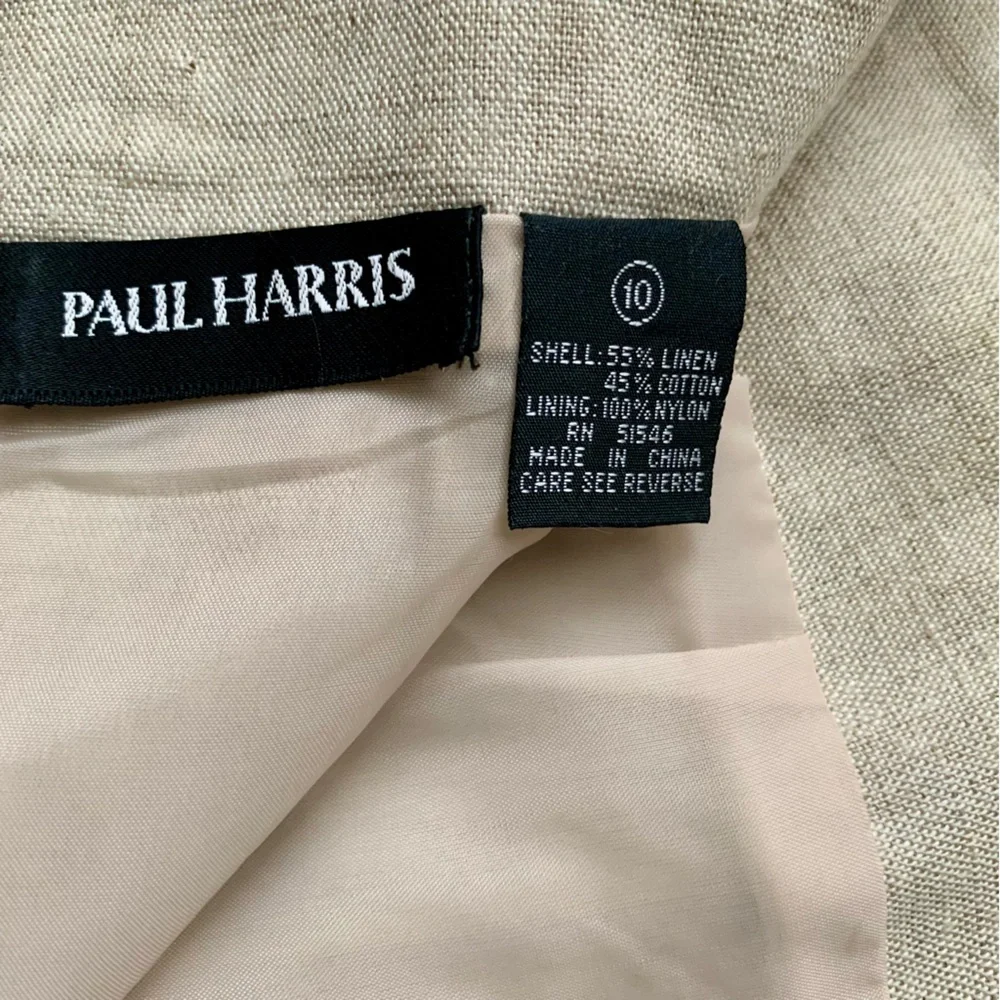 PAUL HARRIS
10
SHELL: 55% LINEN
45% COTTON
LINING: 100% NYLON
RN 51546
MADE IN CHINA
CARE SEE REVERSE